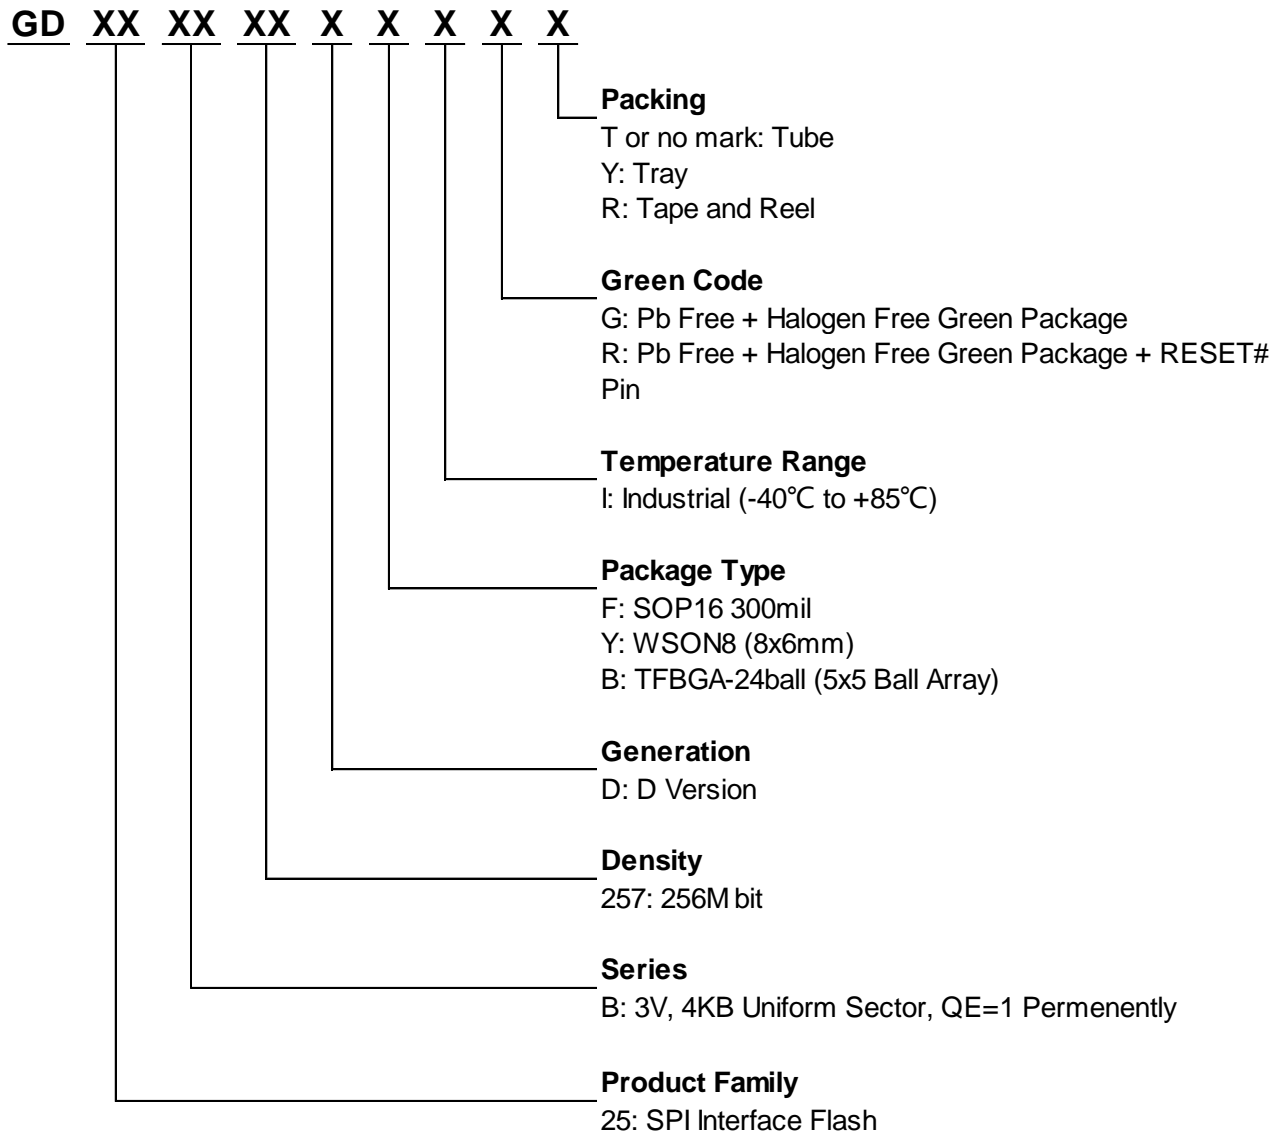 GD XX XX XX X X X X X
Packing
T or no mark: Tube
Y: Tray
R: Tape and Reel
Green Code
G: Pb Free + Halogen Free Green Package
R: Pb Free + Halogen Free Green Package + RESET#
Pin
Temperature Range
I: Industrial (-40℃ to +85℃)
Package Type
F: SOP16 300mil
Y: WSON8 (8x6mm)
B: TFBGA-24ball (5x5 Ball Array)
Generation
D: D Version
Density
257: 256M bit
Series
B: 3V, 4KB Uniform Sector, QE=1 Permenently
Product Family
25: SPI Interface Flash